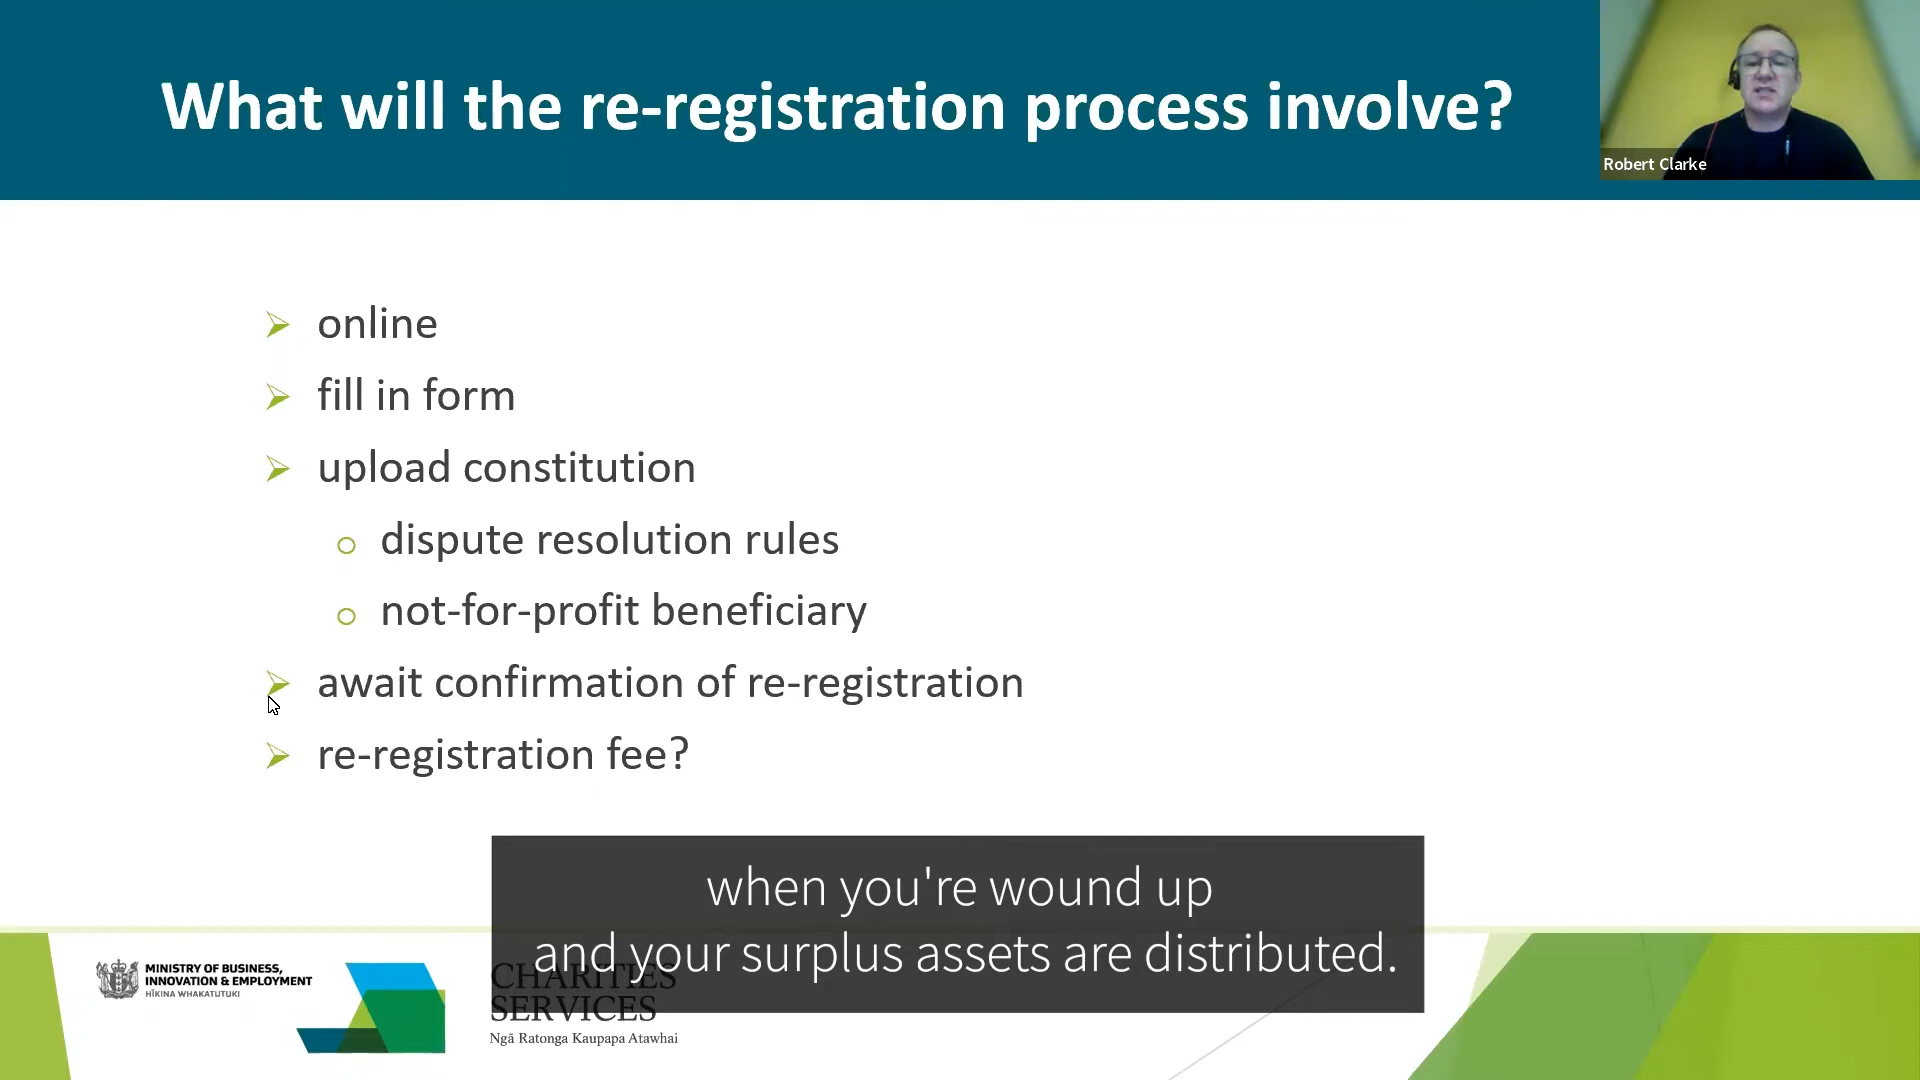 What will the re-registration process involve?
Robert Clarke
online
fill in form
upload constitution
dispute resolution rules
not-for-profit beneficiary
await confirmation of re-registration
re-registration fee?
when you're wound up
and your surplus assets are distributed.
MINISTRY OF BUSINESS,
INNOVATION & EMPLOYMENT
HĪKINA WHAKATUTUKI
CHARITIES
SERVICES
Ngā Ratonga Kaupapa Atawhai